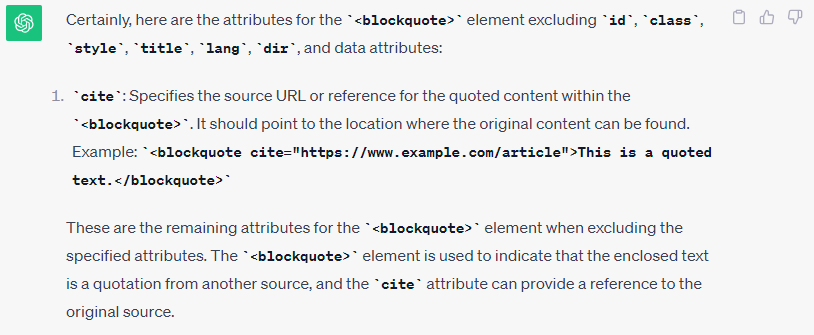 Certainly, here are the attributes for the `<blockquote>` element excluding `id`, `class`,
`style`, `title`, `lang`, `dir`, and data attributes:
1. `cite`: Specifies the source URL or reference for the quoted content within the
`<blockquote>`. It should point to the location where the original content can be found.
Example: `<blockquote cite="https://www.example.com/article">This is a quoted
text.</blockquote>`
These are the remaining attributes for the `<blockquote>` element when excluding the
specified attributes. The `<blockquote>` element is used to indicate that the enclosed text
is a quotation from another source, and the `cite` attribute can provide a reference to the
original source.